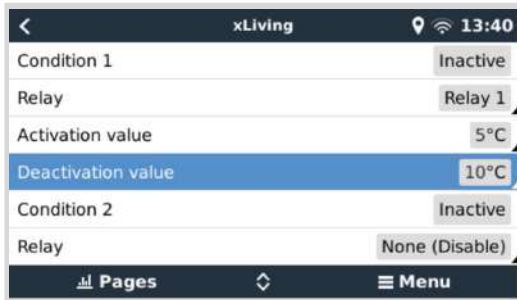 xLiving 13:40
Condition 1 Inactive
Relay Relay 1
Activation value 5°C
Deactivation value 10°C
Condition 2 Inactive
Relay None (Disable)
Pages Menu